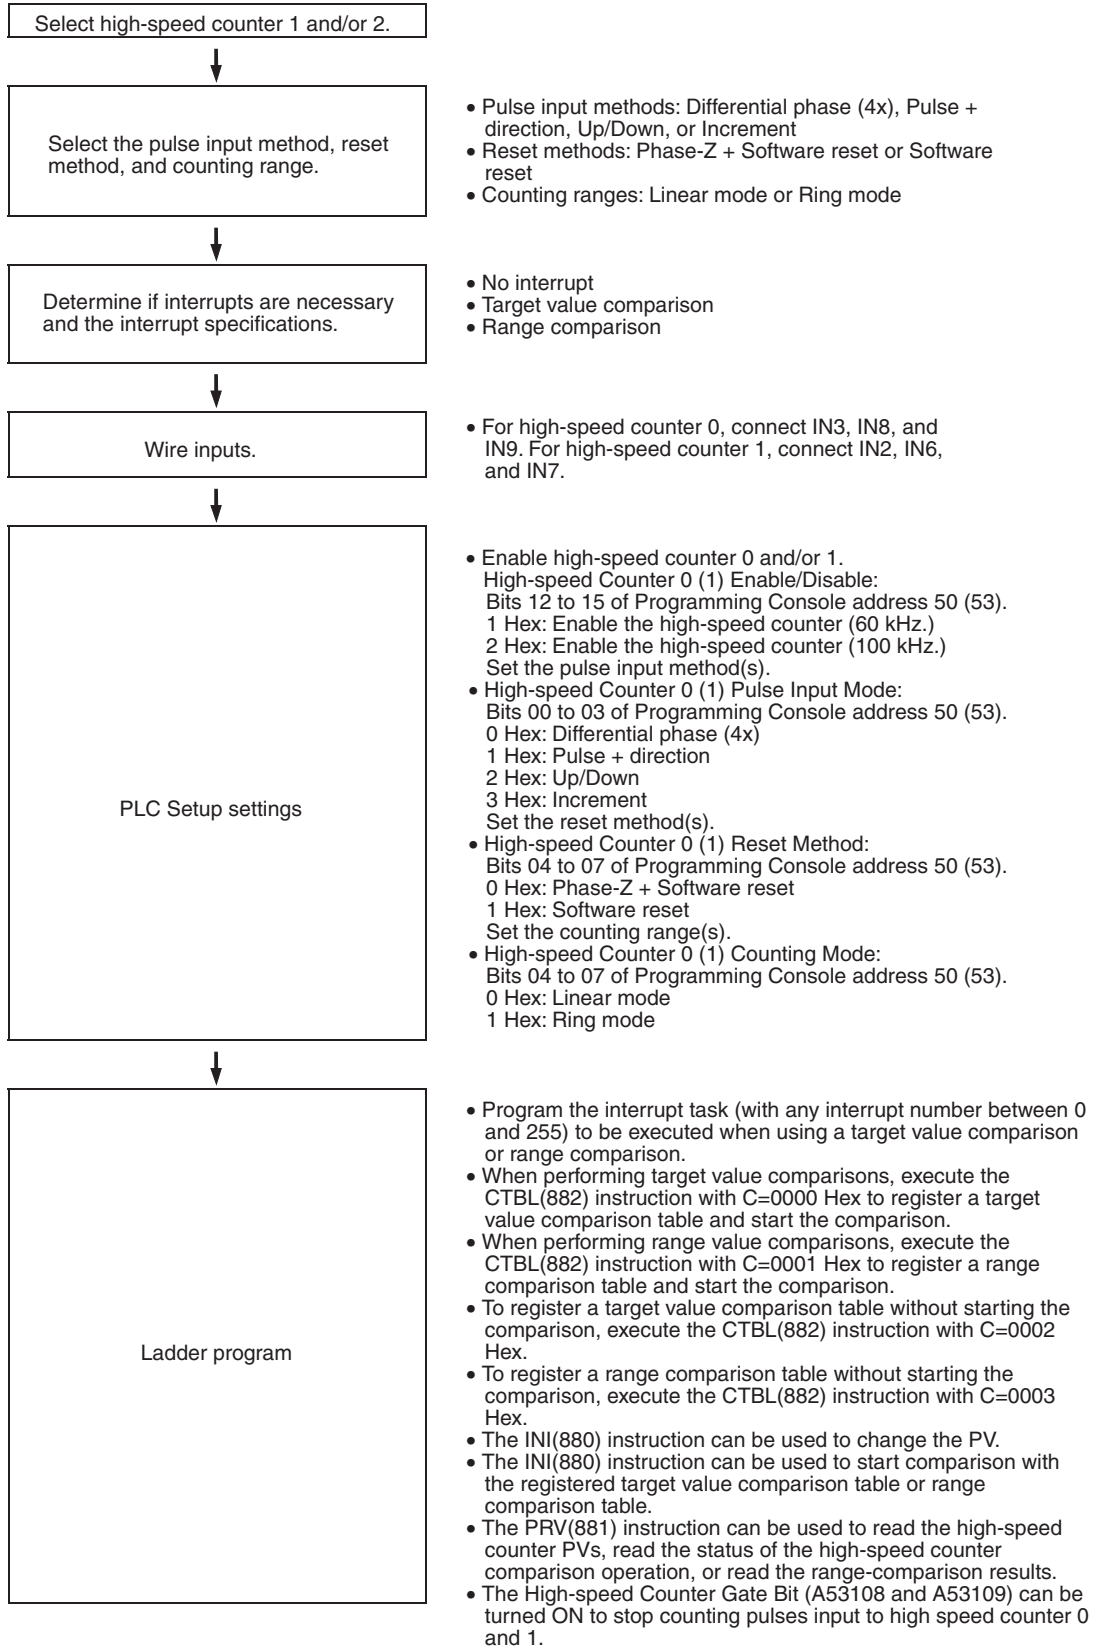 Select high-speed counter 1 and/or 2.
Select the pulse input method, reset
method, and counting range.
• Pulse input methods: Differential phase (4x), Pulse +
direction, Up/Down, or Increment
• Reset methods: Phase-Z + Software reset or Software
reset
• Counting ranges: Linear mode or Ring mode
Determine if interrupts are necessary
and the interrupt specifications.
• No interrupt
• Target value comparison
• Range comparison
Wire inputs.
• For high-speed counter 0, connect IN3, IN8, and
IN9. For high-speed counter 1, connect IN2, IN6,
and IN7.
PLC Setup settings
• Enable high-speed counter 0 and/or 1.
High-speed Counter 0 (1) Enable/Disable:
Bits 12 to 15 of Programming Console address 50 (53).
1 Hex: Enable the high-speed counter (60 kHz.)
2 Hex: Enable the high-speed counter (100 kHz.)
Set the pulse input method(s).
• High-speed Counter 0 (1) Pulse Input Mode:
Bits 00 to 03 of Programming Console address 50 (53).
0 Hex: Differential phase (4x)
1 Hex: Pulse + direction
2 Hex: Up/Down
3 Hex: Increment
Set the reset method(s).
• High-speed Counter 0 (1) Reset Method:
Bits 04 to 07 of Programming Console address 50 (53).
0 Hex: Phase-Z + Software reset
1 Hex: Software reset
Set the counting range(s).
• High-speed Counter 0 (1) Counting Mode:
Bits 04 to 07 of Programming Console address 50 (53).
0 Hex: Linear mode
1 Hex: Ring mode
Ladder program
• Program the interrupt task (with any interrupt number between 0
and 255) to be executed when using a target value comparison
or range comparison.
• When performing target value comparisons, execute the
CTBL(882) instruction with C=0000 Hex to register a target
value comparison table and start the comparison.
• When performing range value comparisons, execute the
CTBL(882) instruction with C=0001 Hex to register a range
comparison table and start the comparison.
• To register a target value comparison table without starting the
comparison, execute the CTBL(882) instruction with C=0002
Hex.
• To register a range comparison table without starting the
comparison, execute the CTBL(882) instruction with C=0003
Hex.
• The INI(880) instruction can be used to change the PV.
• The INI(880) instruction can be used to start comparison with
the registered target value comparison table or range
comparison table.
• The PRV(881) instruction can be used to read the high-speed
counter PVs, read the status of the high-speed counter
comparison operation, or read the range-comparison results.
• The High-speed Counter Gate Bit (A53108 and A53109) can be
turned ON to stop counting pulses input to high speed counter 0
and 1.